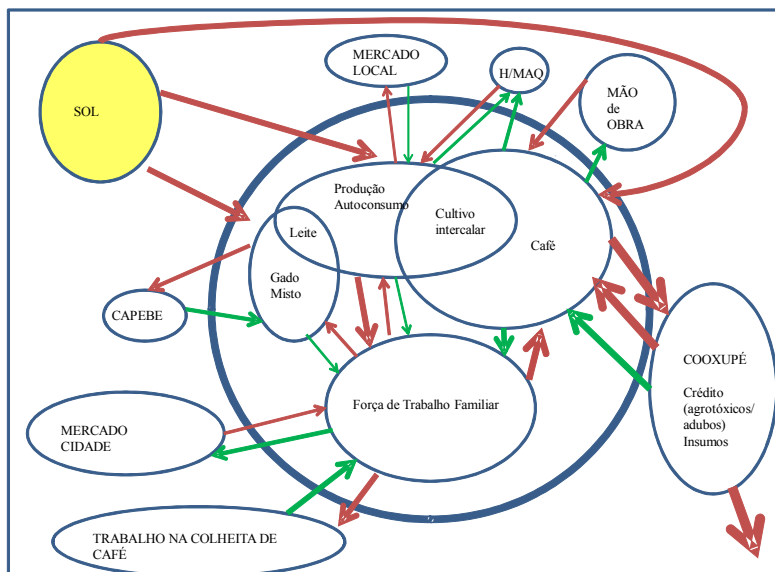 MERCADO
LOCAL
H/MAQ
MÃO
de
OBRA
SOL
Produção
Autoconsumo
Cultivo
intercalar
Leite
Café
Gado
Misto
CAPEBE
COOXUPÉ
Crédito
(agrotóxicos/
adubos)
Insumos
Força de Trabalho Familiar
MERCADO
CIDADE
TRABALHO NA COLHEITA DE
CAFÉ